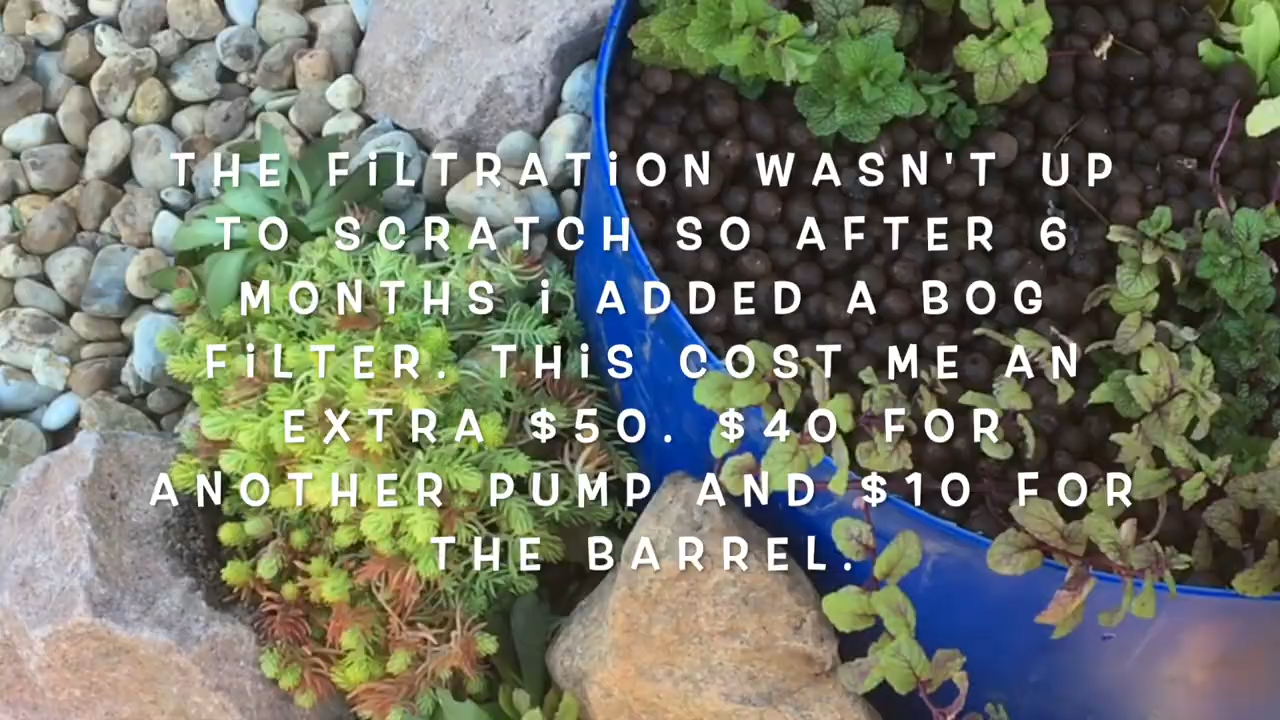 THE FiLTRATiON WASN'T UP
TO SCRATCH SO AFTER 6
MONTHS i ADDED A BOG
FiLTER. THiS COST ME AN
EXTRA $50. $40 FOR
ANOTHER PUMP AND $10 FOR
THE BARREL.